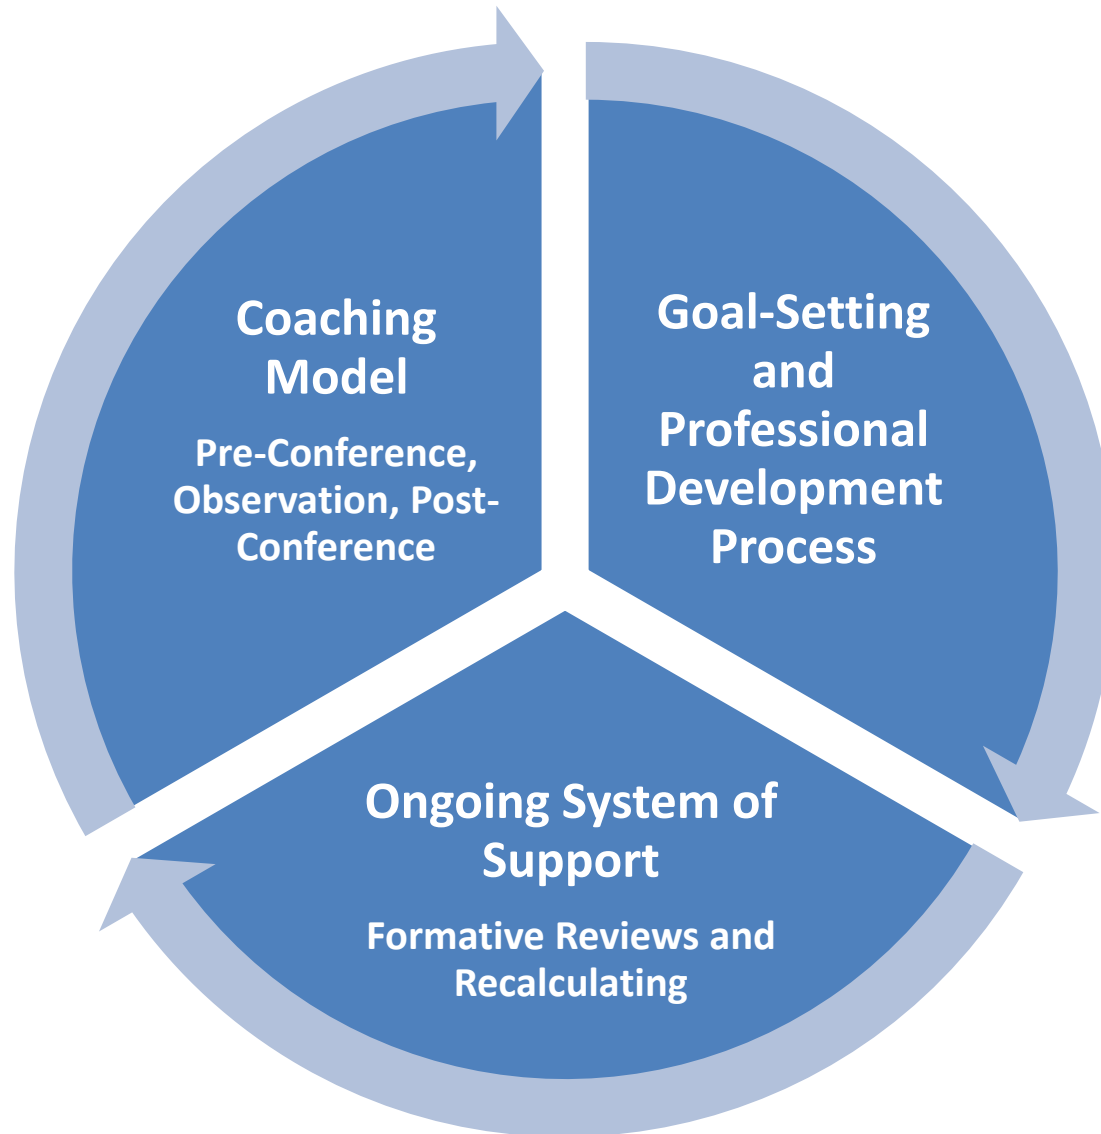 Coaching
Model
Pre-Conference,
Observation, Post-
Conference
Goal-Setting
and
Professional
Development
Process
Ongoing System of
Support
Formative Reviews and
Recalculating